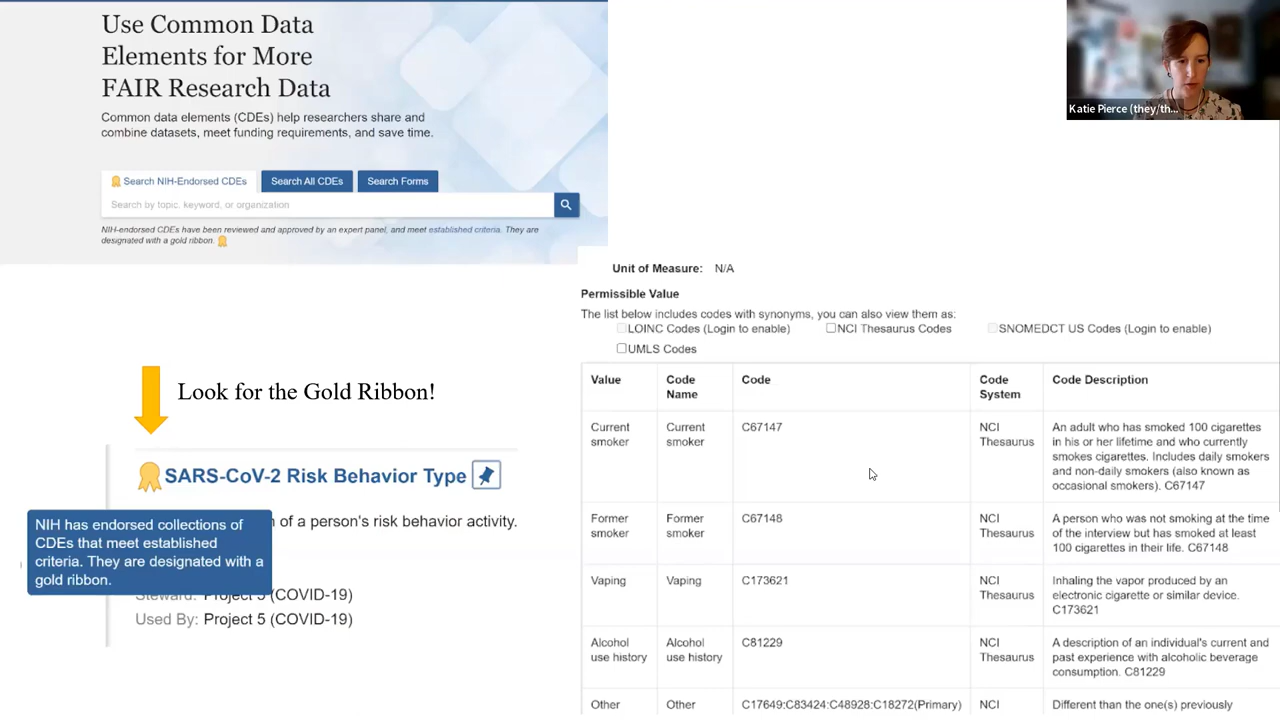 Use Common Data
Elements for More
FAIR Research Data
Common data elements (CDEs) help researchers share and
combine datasets, meet funding requirements, and save time.
Search NIH-Endorsed CDEs
Search All CDEs
Search Forms
Search by topic, keyword, or organization
NIH-endorsed CDEs have been reviewed and approved by an expert panel, and meet established criteria. They are
designated with a gold ribbon.
Katie Pierce (they/th...
Look for the Gold Ribbon!
SARS-CoV-2 Risk Behavior Type
NIH has endorsed collections of
CDEs that meet established
criteria. They are designated with a
gold ribbon.
of a person's risk behavior activity.
Steward: Project 5 (COVID-19)
Used By: Project 5 (COVID-19)
Unit of Measure: N/A
Permissible Value
The list below includes codes with synonyms, you can also view them as:
LOINC Codes (Login to enable) NCI Thesaurus Codes SNOMEDCT US Codes (Login to enable)
UMLS Codes
Value
Code
Name
Code
Code
System
Code Description
Current
smoker
Current
smoker
C67147
NCI
Thesaurus
An adult who has smoked 100 cigarettes
in his or her lifetime and who currently
smokes cigarettes. Includes daily smokers
and non-daily smokers (also known as
occasional smokers). C67147
Former
smoker
Former
smoker
C67148
NCI
Thesaurus
A person who was not smoking at the time
of the interview but has smoked at least
100 cigarettes in their life. C67148
Vaping
Vaping
C173621
NCI
Thesaurus
Inhaling the vapor produced by an
electronic cigarette or similar device.
C173621
Alcohol
use history
Alcohol
use history
C81229
NCI
Thesaurus
A description of an individual's current and
past experience with alcoholic beverage
consumption. C81229
Other
Other
C17649:C83424:C48928:C18272(Primary)
NCI
Different than the one(s) previously